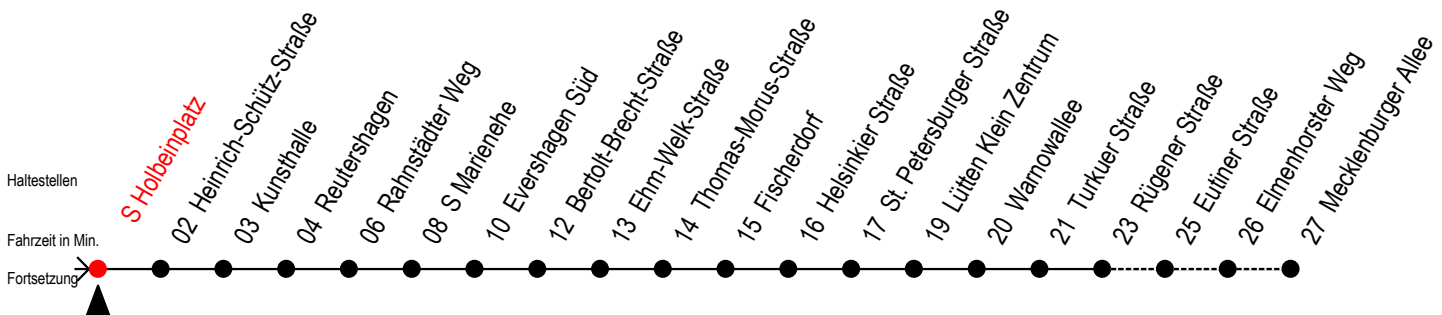 S Holbeinplatz
02 Heinrich-Schütz-Straße
03 Kunsthalle
04 Reutershagen
06 Rahnstädter Weg
08 S Marienehe
10 Evershagen Süd
12 Bertolt-Brecht-Straße
13 Ehm-Welk-Straße
14 Thomas-Morus-Straße
15 Fischerdorf
16 Helsinkier Straße
17 St. Petersburger Straße
19 Lütten Klein Zentrum
20 Warnowallee
21 Turkuer Straße
23 Rügener Straße
25 Eutiner Straße
26 Elmenhorster Weg
27 Mecklenburger Allee
Haltestellen
Fahrzeit in Min.
Fortsetzung